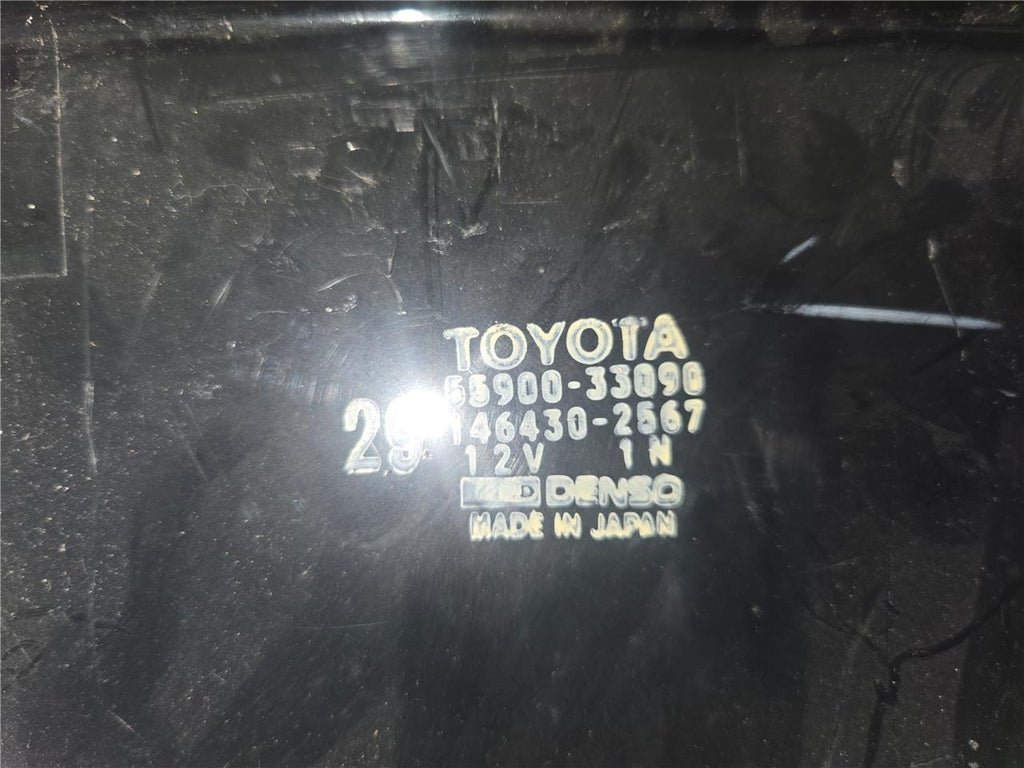 TOYOTA
55900-33090
29
146430-2567
12V 1N
DENSO
MADE IN JAPAN